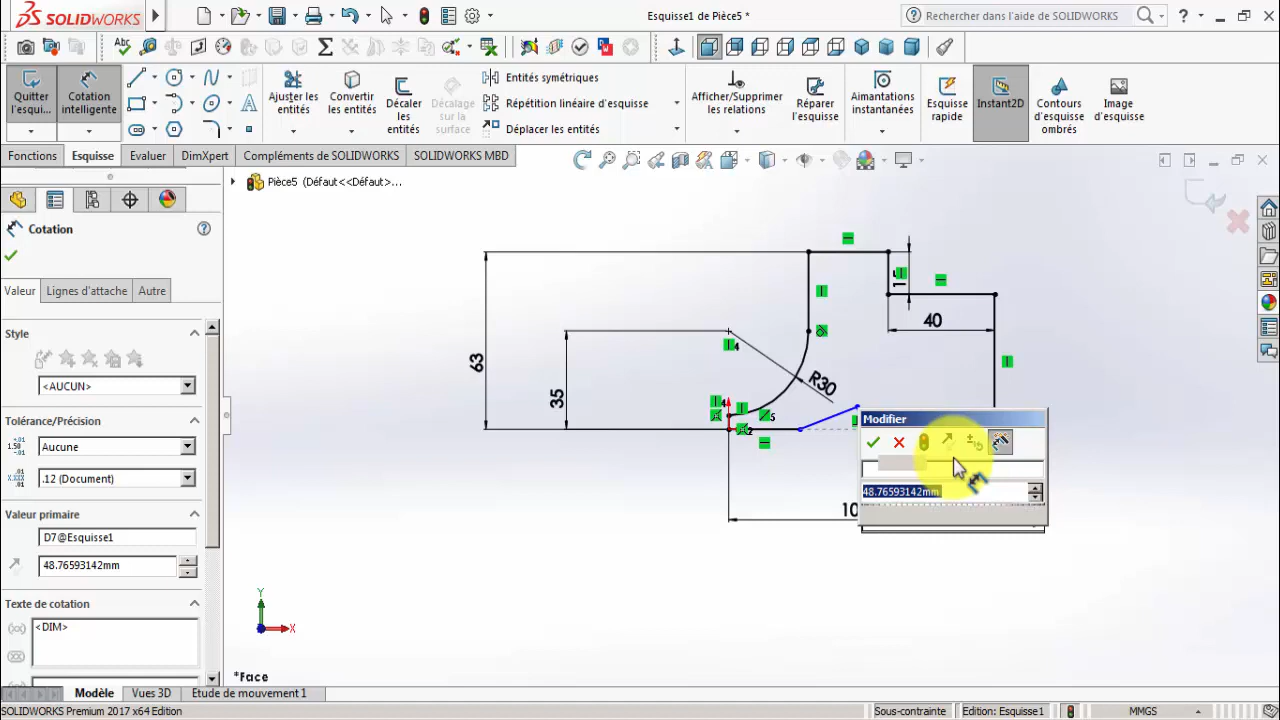 SOLIDWORKS
Esquisse1 de Pièce5 *
Rechercher dans l'aide de SOLIDWORKS
Quitter l'esqui...
Cotation intelligente
Ajuster les entités
Convertir les entités
Décaler les entités
Décalage sur la surface
Entités symétriques
Répétition linéaire d'esquisse
Déplacer les entités
Afficher/Supprimer les relations
Réparer l'esquisse
Aimantations instantanées
Esquisse rapide
Instant2D
Contours d'esquisse ombrés
Image d'esquisse
Fonctions
Esquisse
Evaluer
DimXpert
Compléments de SOLIDWORKS
SOLIDWORKS MBD
Pièce5 (Défaut<<Défaut>...
Cotation
Valeur
Lignes d'attache
Autre
Style
<AUCUN>
Tolérance/Précision
Aucune
.12 (Document)
Valeur primaire
D7@Esquisse1
48.76593142mm
Texte de cotation
<DIM>
63
35
R30
15
40
10
4
4
5
2
Modifier
48.76593142mm
Y
X
*Face
Modèle
Vues 3D
Etude de mouvement 1
SOLIDWORKS Premium 2017 x64 Edition
Sous-contrainte
Edition: Esquisse1
MMGS